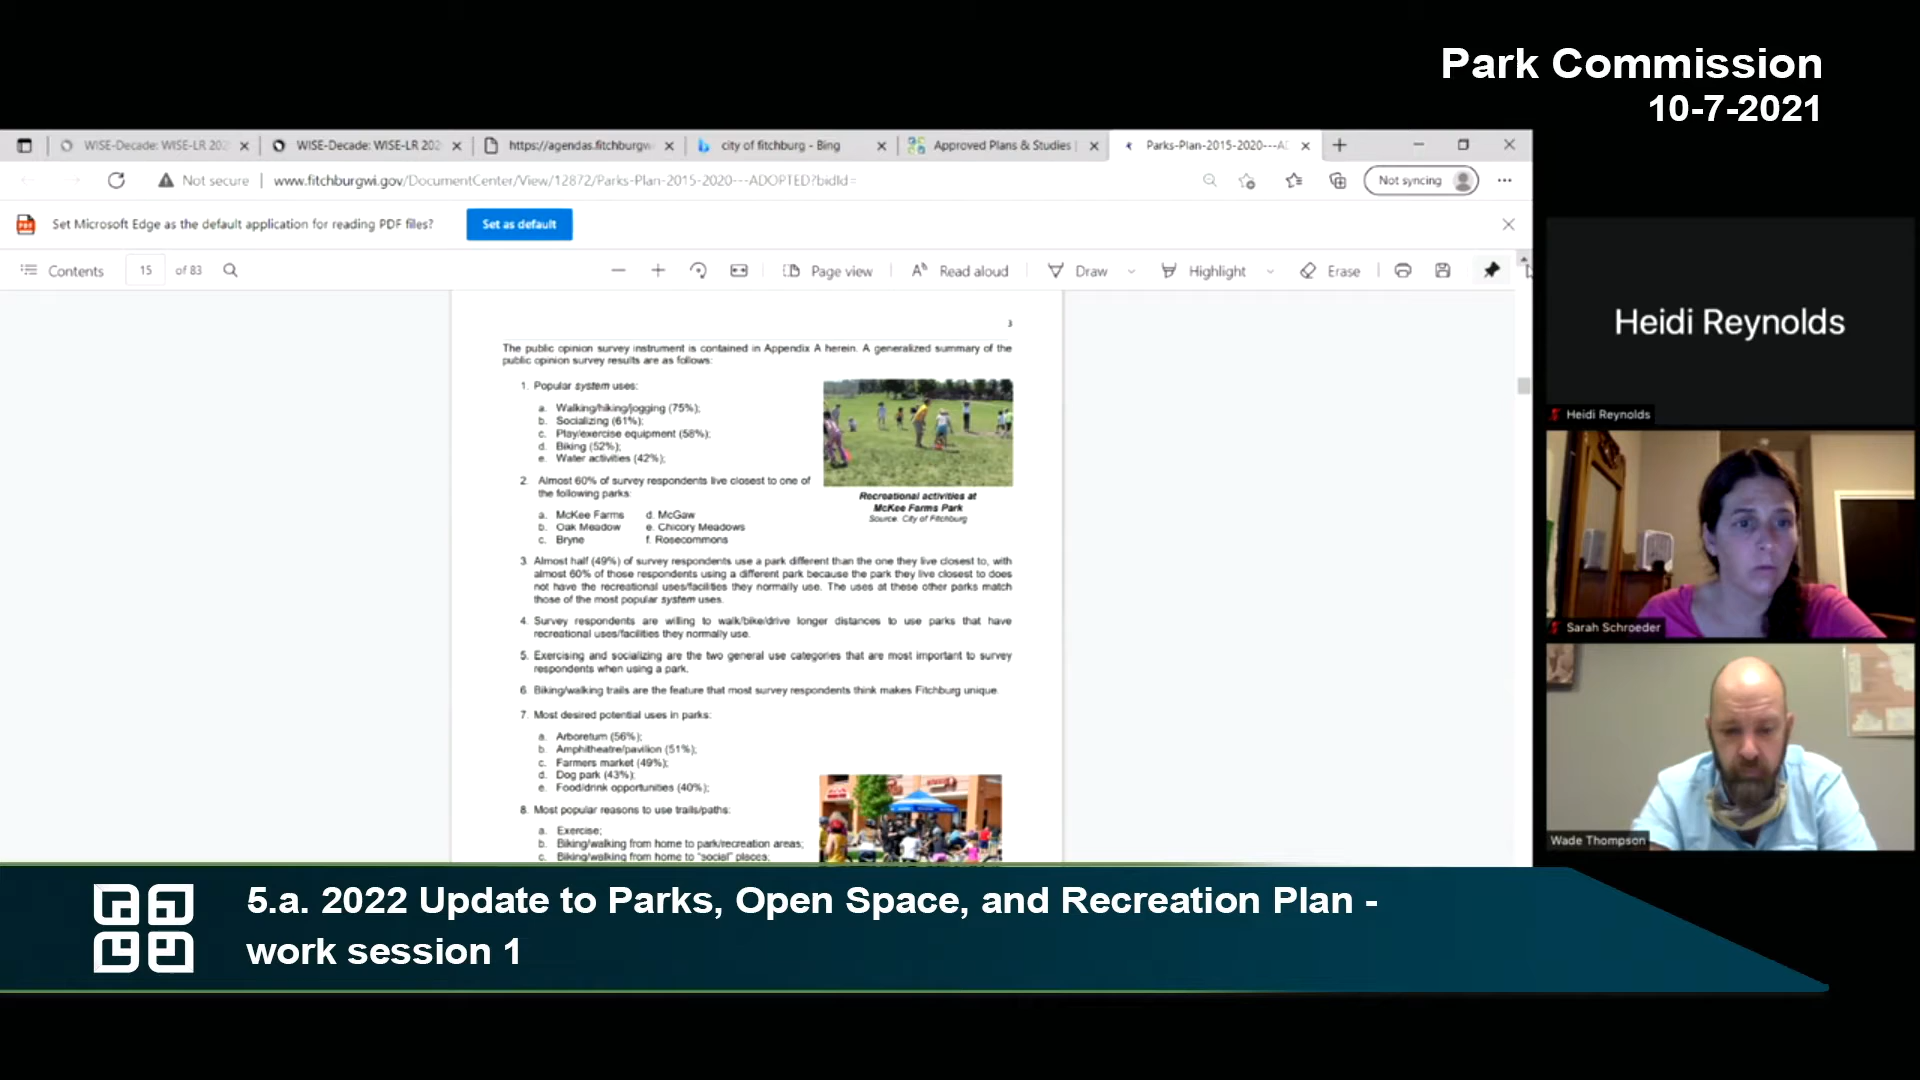 Park Commission
10-7-2021
WISE-Decade: WISE-LR 202
WISE-Decade: WISE-LR 202
https://agendas.fitchburgw
city of fitchburg - Bing
Approved Plans & Studies |
Parks-Plan-2015-2020---AD
Not secure
www.fitchburgwi.gov/DocumentCenter/View/12872/Parks-Plan-2015-2020---ADOPTED?bidId=
Not syncing
Set Microsoft Edge as the default application for reading PDF files?
Set as default
Contents
15
of 83
Page view
Read aloud
Draw
Highlight
Erase
3
The public opinion survey instrument is contained in Appendix A herein. A generalized summary of the
public opinion survey results are as follows:
1. Popular system uses:
a. Walking/hiking/jogging (75%);
b. Socializing (61%);
c. Play/exercise equipment (58%);
d. Biking (52%);
e. Water activities (42%);
Recreational activities at
McKee Farms Park
Source: City of Fitchburg
2. Almost 60% of survey respondents live closest to one of
the following parks:
a. McKee Farms d. McGaw
b. Oak Meadow e. Chicory Meadows
c. Bryne f. Rosecommons
3. Almost half (49%) of survey respondents use a park different than the one they live closest to, with
almost 60% of those respondents using a different park because the park they live closest to does
not have the recreational uses/facilities they normally use. The uses at these other parks match
those of the most popular system uses.
4. Survey respondents are willing to walk/bike/drive longer distances to use parks that have
recreational uses/facilities they normally use.
5. Exercising and socializing are the two general use categories that are most important to survey
respondents when using a park.
6. Biking/walking trails are the feature that most survey respondents think makes Fitchburg unique.
7. Most desired potential uses in parks:
a. Arboretum (56%);
b. Amphitheatre/pavilion (51%);
c. Farmers market (49%);
d. Dog park (43%);
e. Food/drink opportunities (40%);
8. Most popular reasons to use trails/paths:
a. Exercise;
b. Biking/walking from home to park/recreation areas;
c. Biking/walking from home to "social" places;
Heidi Reynolds
Heidi Reynolds
Sarah Schroeder
Wade Thompson
5.a. 2022 Update to Parks, Open Space, and Recreation Plan -
work session 1